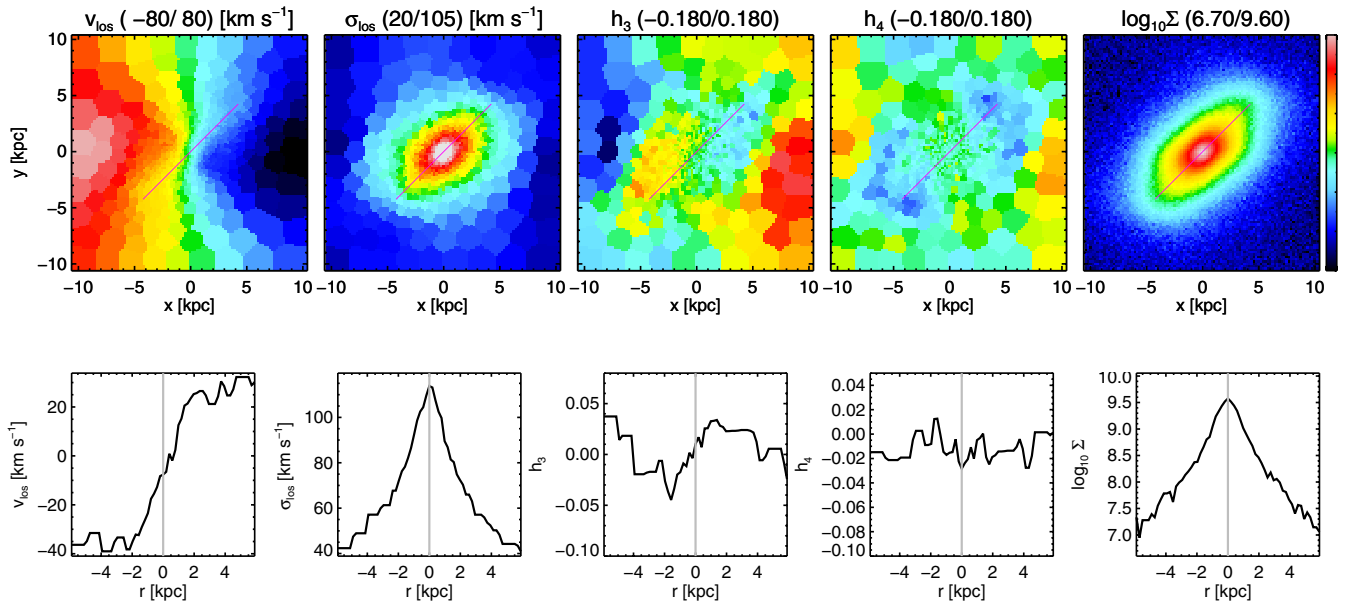 v_los ( −80/ 80) [km s⁻¹]
σ_los (20/105) [km s⁻¹]
h₃ (−0.180/0.180)
h₄ (−0.180/0.180)
log₁₀Σ (6.70/9.60)
10
5
0
−5
−10
y [kpc]
−10 −5 0 5 10
−10 −5 0 5 10
−10 −5 0 5 10
−10 −5 0 5 10
−10 −5 0 5 10
x [kpc]
x [kpc]
x [kpc]
x [kpc]
x [kpc]
20
0
−20
−40
v_los [km s⁻¹]
−4 −2 0 2 4
r [kpc]
100
80
60
40
σ_los [km s⁻¹]
−4 −2 0 2 4
r [kpc]
0.05
0.00
−0.05
−0.10
h₃
−4 −2 0 2 4
r [kpc]
0.04
0.02
0.00
−0.02
−0.04
−0.06
−0.08
−0.10
h₄
−4 −2 0 2 4
r [kpc]
10.0
9.5
9.0
8.5
8.0
7.5
7.0
log₁₀ Σ
−4 −2 0 2 4
r [kpc]